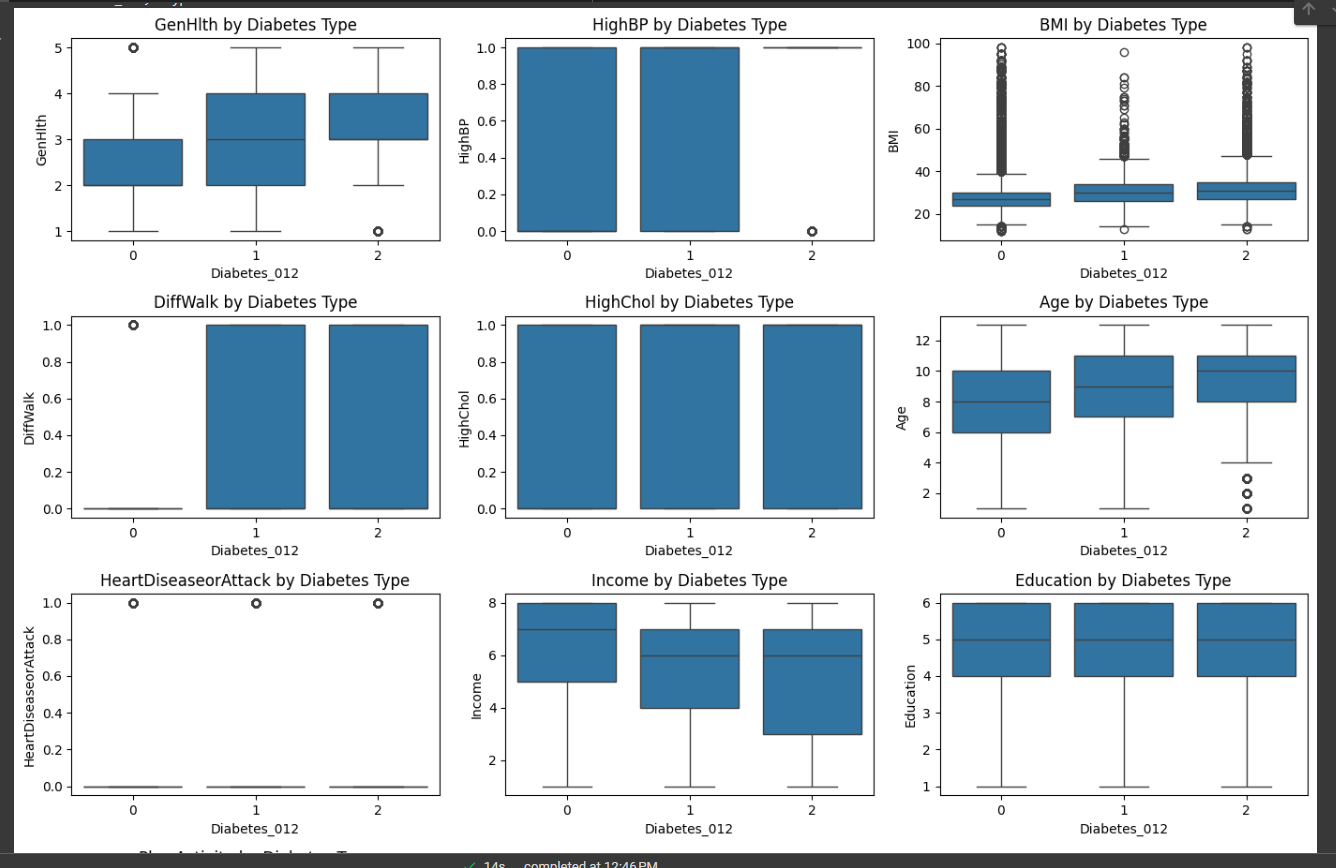 GenHlth by Diabetes Type
5
4
3
2
1
GenHlth
0 1 2
Diabetes_012
HighBP by Diabetes Type
1.0
0.8
0.6
0.4
0.2
0.0
HighBP
0 1 2
Diabetes_012
BMI by Diabetes Type
100
80
60
40
20
BMI
0 1 2
Diabetes_012
DiffWalk by Diabetes Type
1.0
0.8
0.6
0.4
0.2
0.0
DiffWalk
0 1 2
Diabetes_012
HighChol by Diabetes Type
1.0
0.8
0.6
0.4
0.2
0.0
HighChol
0 1 2
Diabetes_012
Age by Diabetes Type
12
10
8
6
4
2
Age
0 1 2
Diabetes_012
HeartDiseaseorAttack by Diabetes Type
1.0
0.8
0.6
0.4
0.2
0.0
HeartDiseaseorAttack
0 1 2
Diabetes_012
Income by Diabetes Type
8
6
4
2
Income
0 1 2
Diabetes_012
Education by Diabetes Type
6
5
4
3
2
1
Education
0 1 2
Diabetes_012
14s completed at 12:46 PM